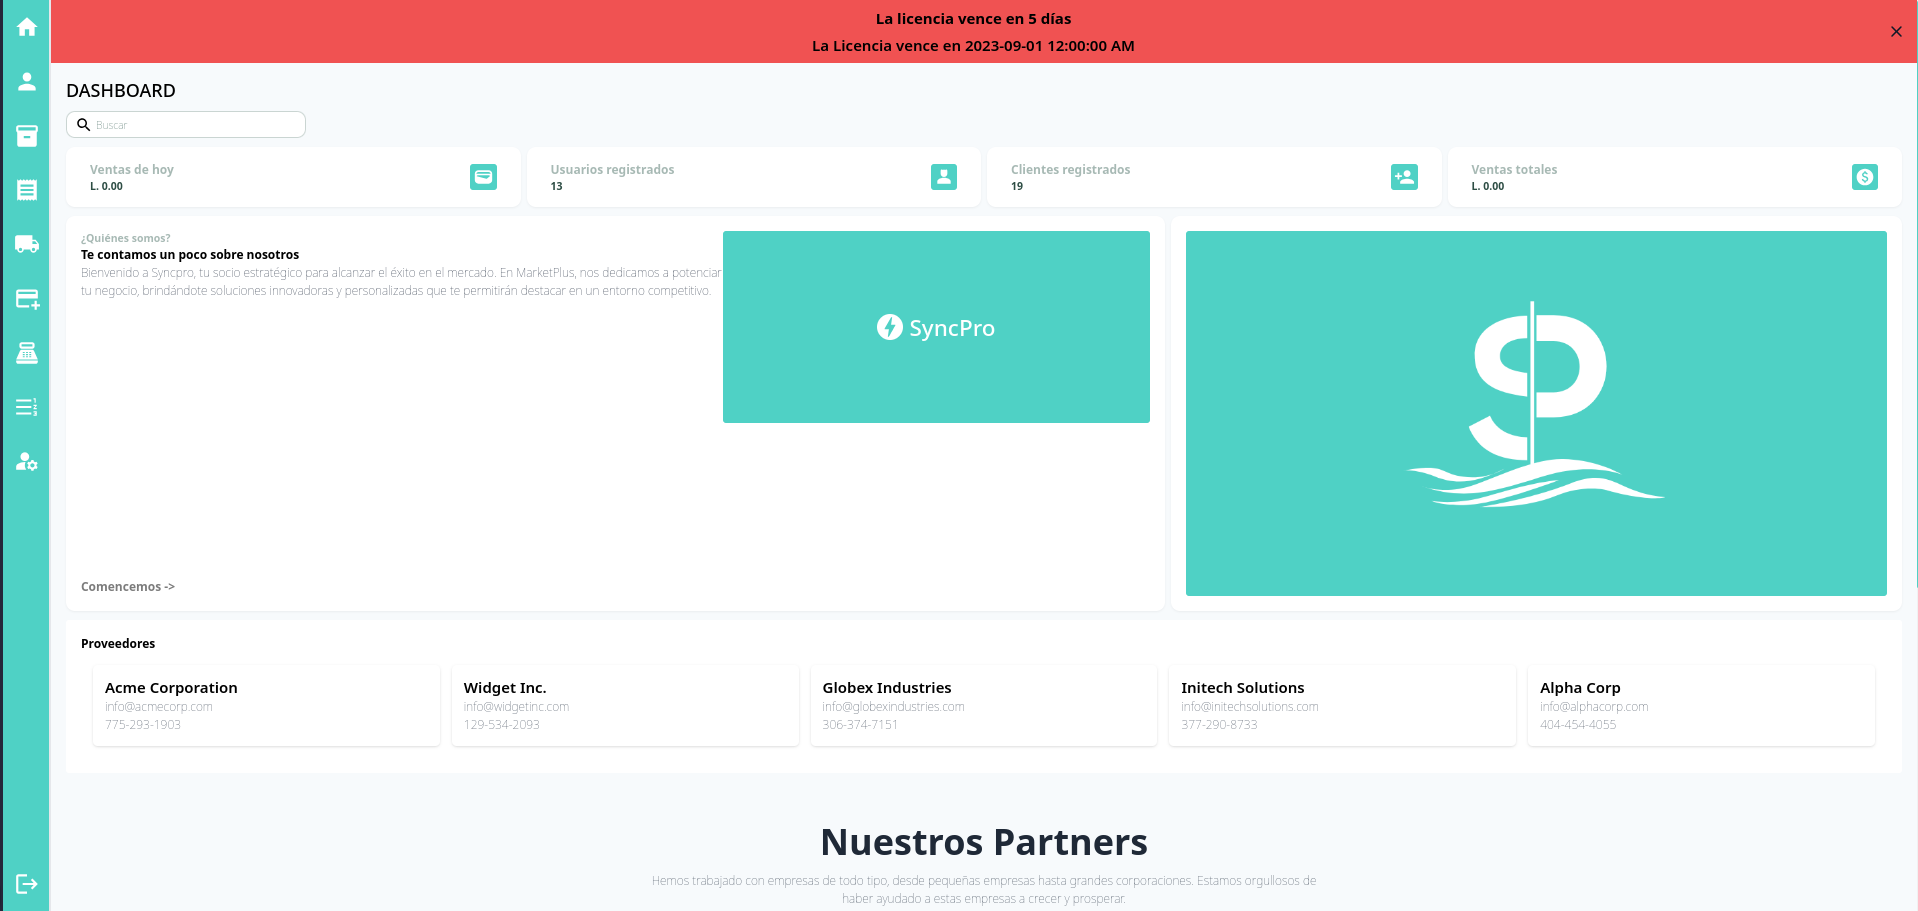 La licencia vence en 5 días
La Licencia vence en 2023-09-01 12:00:00 AM
DASHBOARD
Buscar
Ventas de hoy
L. 0.00
Usuarios registrados
13
Clientes registrados
19
Ventas totales
L. 0.00
¿Quiénes somos?
Te contamos un poco sobre nosotros
Bienvenido a Syncpro, tu socio estratégico para alcanzar el éxito en el mercado. En MarketPlus, nos dedicamos a potenciar
tu negocio, brindándote soluciones innovadoras y personalizadas que te permitirán destacar en un entorno competitivo.
SyncPro
Comencemos ->
Proveedores
Acme Corporation
info@acmecorp.com
775-293-1903
Widget Inc.
info@widgetinc.com
129-534-2093
Globex Industries
info@globexindustries.com
306-374-7151
Initech Solutions
info@initechsolutions.com
377-290-8733
Alpha Corp
info@alphacorp.com
404-454-4055
Nuestros Partners
Hemos trabajado con empresas de todo tipo, desde pequeñas empresas hasta grandes corporaciones. Estamos orgullosos de
haber ayudado a estas empresas a crecer y prosperar.